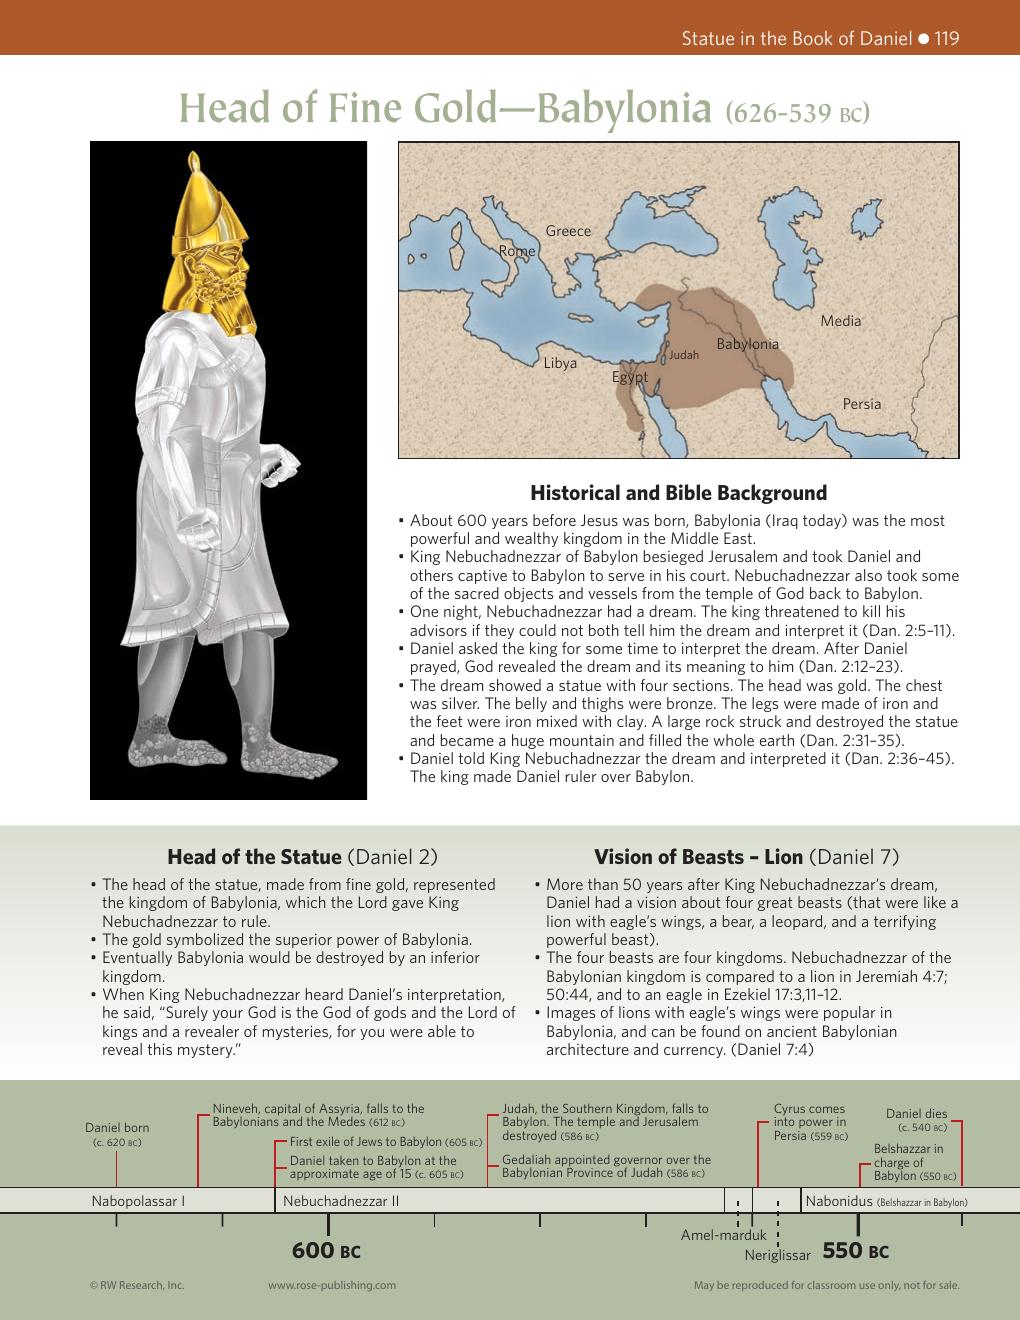 Statue in the Book of Daniel ● 119
Head of Fine Gold—Babylonia (626-539 BC)
Greece
Rome
Media
Babylonia
Judah
Libya
Egypt
Persia
Historical and Bible Background
• About 600 years before Jesus was born, Babylonia (Iraq today) was the most
powerful and wealthy kingdom in the Middle East.
• King Nebuchadnezzar of Babylon besieged Jerusalem and took Daniel and
others captive to Babylon to serve in his court. Nebuchadnezzar also took some
of the sacred objects and vessels from the temple of God back to Babylon.
• One night, Nebuchadnezzar had a dream. The king threatened to kill his
advisors if they could not both tell him the dream and interpret it (Dan. 2:5–11).
• Daniel asked the king for some time to interpret the dream. After Daniel
prayed, God revealed the dream and its meaning to him (Dan. 2:12–23).
• The dream showed a statue with four sections. The head was gold. The chest
was silver. The belly and thighs were bronze. The legs were made of iron and
the feet were iron mixed with clay. A large rock struck and destroyed the statue
and became a huge mountain and filled the whole earth (Dan. 2:31–35).
• Daniel told King Nebuchadnezzar the dream and interpreted it (Dan. 2:36–45).
The king made Daniel ruler over Babylon.
Head of the Statue (Daniel 2)
• The head of the statue, made from fine gold, represented
the kingdom of Babylonia, which the Lord gave King
Nebuchadnezzar to rule.
• The gold symbolized the superior power of Babylonia.
• Eventually Babylonia would be destroyed by an inferior
kingdom.
• When King Nebuchadnezzar heard Daniel's interpretation,
he said, “Surely your God is the God of gods and the Lord of
kings and a revealer of mysteries, for you were able to
reveal this mystery.”
Vision of Beasts – Lion (Daniel 7)
• More than 50 years after King Nebuchadnezzar's dream,
Daniel had a vision about four great beasts (that were like a
lion with eagle's wings, a bear, a leopard, and a terrifying
powerful beast).
• The four beasts are four kingdoms. Nebuchadnezzar of the
Babylonian kingdom is compared to a lion in Jeremiah 4:7;
50:44, and to an eagle in Ezekiel 17:3,11–12.
• Images of lions with eagle's wings were popular in
Babylonia, and can be found on ancient Babylonian
architecture and currency. (Daniel 7:4)
Daniel born
(c. 620 BC)
Nineveh, capital of Assyria, falls to the
Babylonians and the Medes (612 BC)
First exile of Jews to Babylon (605 BC)
Daniel taken to Babylon at the
approximate age of 15 (c. 605 BC)
Judah, the Southern Kingdom, falls to
Babylon. The temple and Jerusalem
destroyed (586 BC)
Gedaliah appointed governor over the
Babylonian Province of Judah (586 BC)
Cyrus comes
into power in
Persia (559 BC)
Daniel dies
(c. 540 BC)
Belshazzar in
charge of
Babylon (550 BC)
Nabopolassar I
Nebuchadnezzar II
Nabonidus (Belshazzar in Babylon)
Amel-marduk
Neriglissar
600 BC
550 BC
© RW Research, Inc.
www.rose-publishing.com
May be reproduced for classroom use only, not for sale.